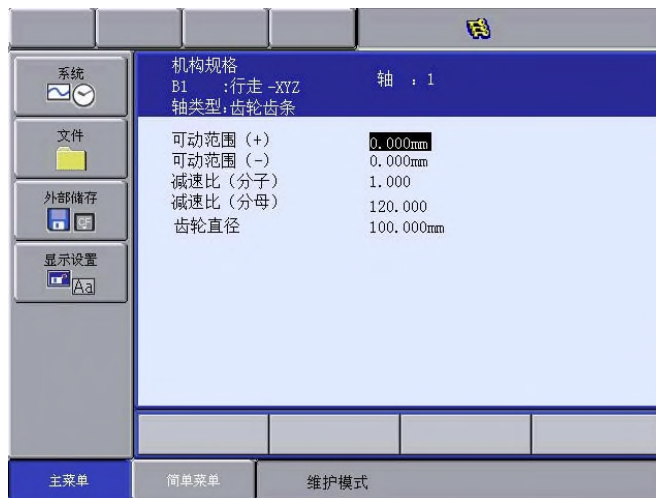 系统
文件
外部储存
CF
显示设置
Aa
机构规格
轴 : 1
B1 :行走-XYZ
轴类型:齿轮齿条
可动范围 (+) 0.000mm
可动范围 (-) 0.000mm
减速比 (分子) 1.000
减速比 (分母) 120.000
齿轮直径 100.000mm
主菜单
简单菜单
维护模式